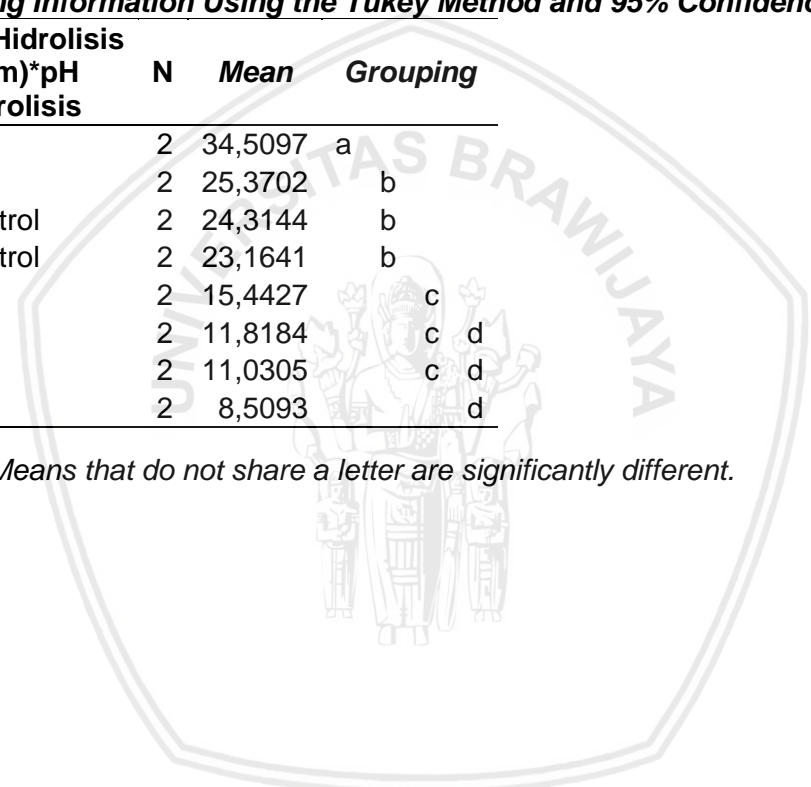 g Information Using the Tukey Method and 95% Confidenc
Hidrolisis
m)*pH N Mean Grouping
rolisis
2 34,5097 a
2 25,3702 b
trol 2 24,3144 b
trol 2 23,1641 b
2 15,4427 c
2 11,8184 c d
2 11,0305 c d
2 8,5093 d
Means that do not share a letter are significantly different.
UNIVERSITAS BRAWIJAYA